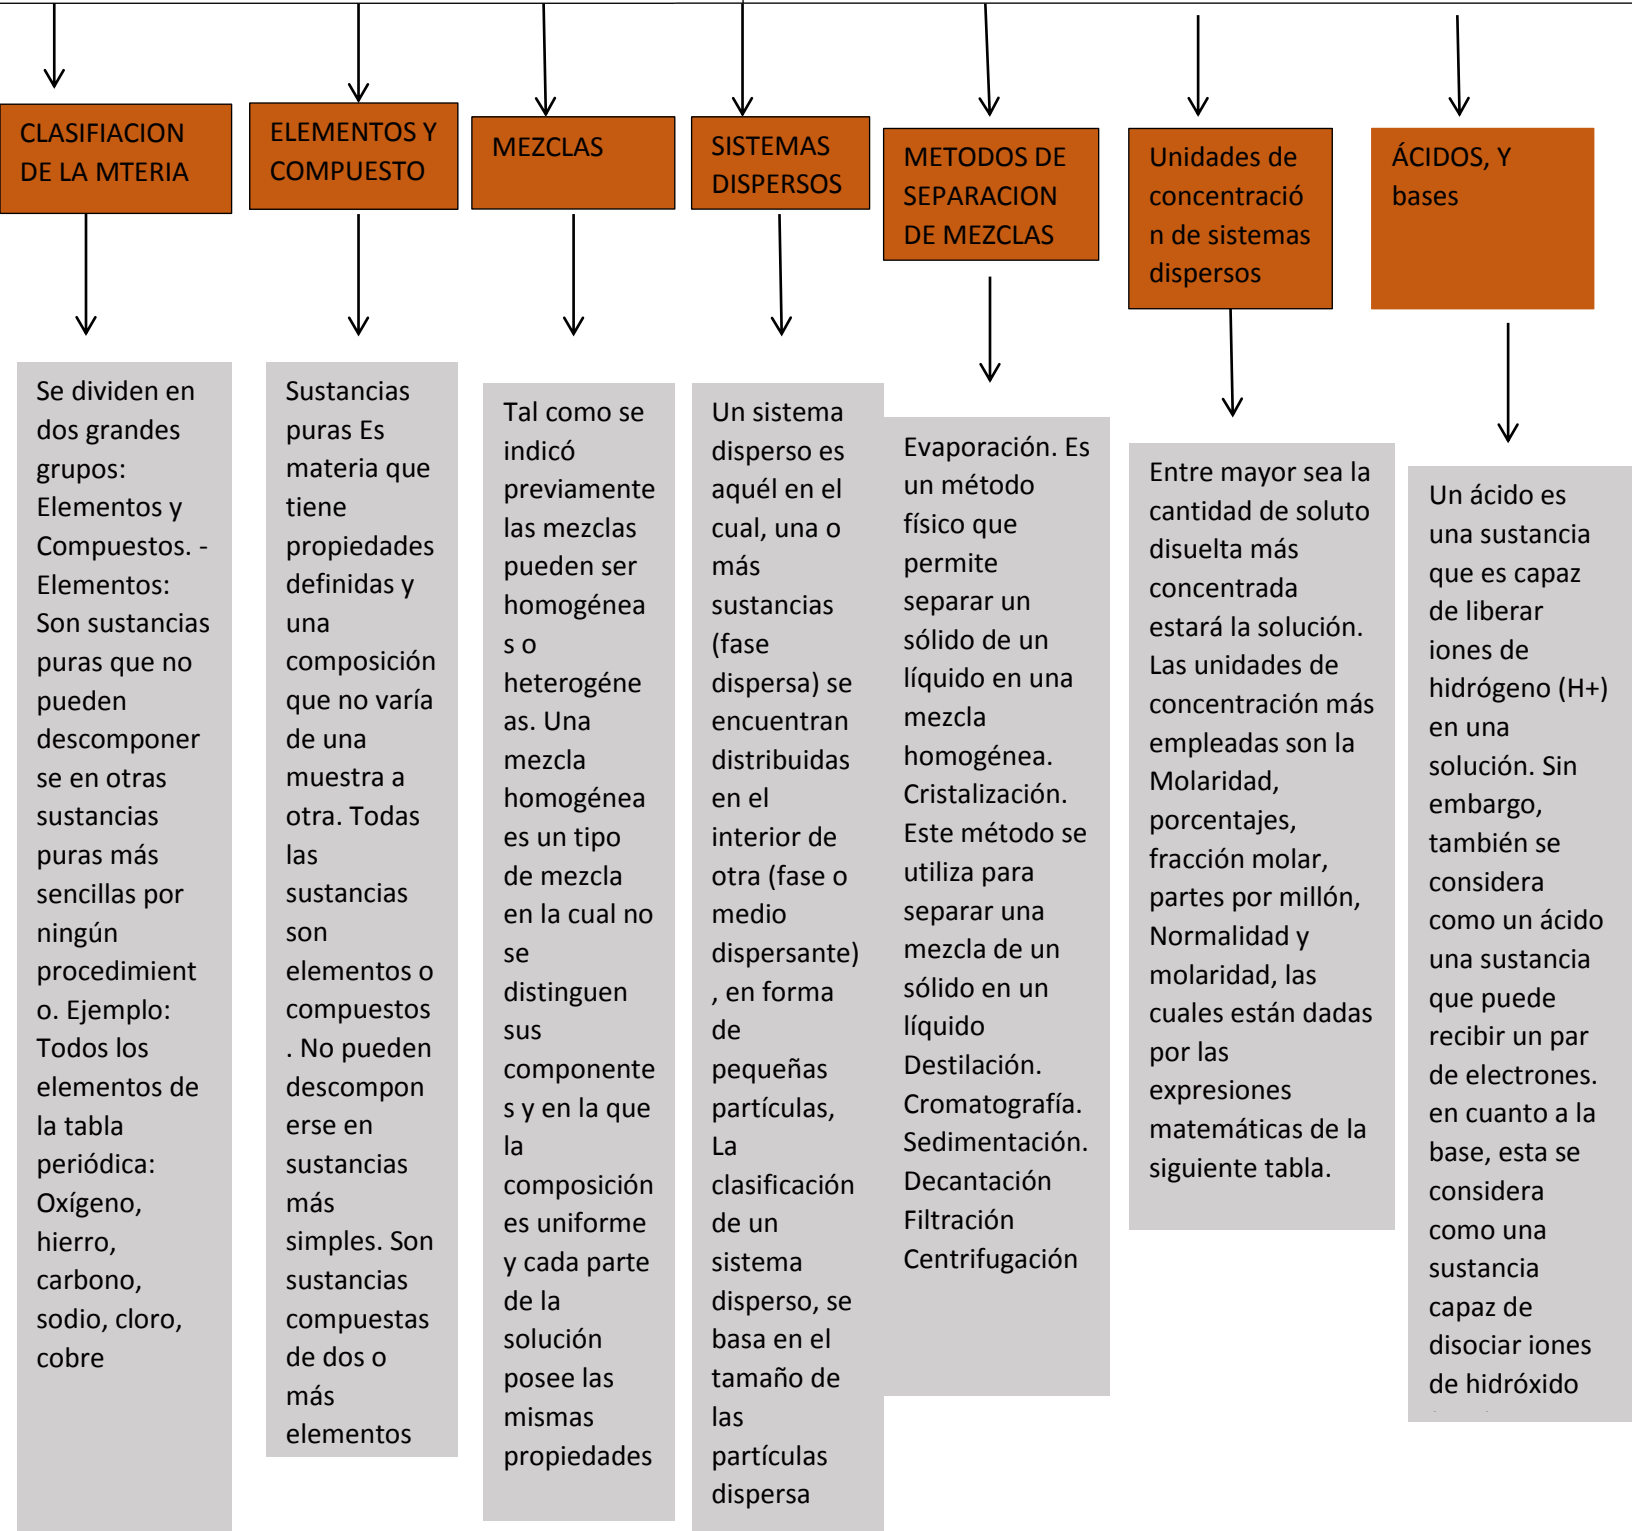 CLASIFIACION
DE LA MTERIA
ELEMENTOS Y
COMPUESTO
MEZCLAS
SISTEMAS
DISPERSOS
METODOS DE
SEPARACION
DE MEZCLAS
Unidades de
concentració
n de sistemas
dispersos
ÁCIDOS, Y
bases
Se dividen en
dos grandes
grupos:
Elementos y
Compuestos. -
Elementos:
Son sustancias
puras que no
pueden
descomponer
se en otras
sustancias
puras más
sencillas por
ningún
procedimient
o. Ejemplo:
Todos los
elementos de
la tabla
periódica:
Oxígeno,
hierro,
carbono,
sodio, cloro,
cobre
Sustancias
puras Es
materia que
tiene
propiedades
definidas y
una
composición
que no varía
de una
muestra a
otra. Todas
las
sustancias
son
elementos o
compuestos
. No pueden
descompon
erse en
sustancias
más
simples. Son
sustancias
compuestas
de dos o
más
elementos
Tal como se
indicó
previamente
las mezclas
pueden ser
homogénea
s o
heterogéne
as. Una
mezcla
homogénea
es un tipo
de mezcla
en la cual no
se
distinguen
sus
componente
s y en la que
la
composición
es uniforme
y cada parte
de la
solución
posee las
mismas
propiedades
Un sistema
disperso es
aquél en el
cual, una o
más
sustancias
(fase
dispersa) se
encuentran
distribuidas
en el
interior de
otra (fase o
medio
dispersante)
, en forma
de
pequeñas
partículas,
La
clasificación
de un
sistema
disperso, se
basa en el
tamaño de
las
partículas
dispersa
Evaporación. Es
un método
físico que
permite
separar un
sólido de un
líquido en una
mezcla
homogénea.
Cristalización.
Este método se
utiliza para
separar una
mezcla de un
sólido en un
líquido
Destilación.
Cromatografía.
Sedimentación.
Decantación
Filtración
Centrifugación
Entre mayor sea la
cantidad de soluto
disuelta más
concentrada
estará la solución.
Las unidades de
concentración más
empleadas son la
Molaridad,
porcentajes,
fracción molar,
partes por millón,
Normalidad y
molaridad, las
cuales están dadas
por las
expresiones
matemáticas de la
siguiente tabla.
Un ácido es
una sustancia
que es capaz
de liberar
iones de
hidrógeno (H+)
en una
solución. Sin
embargo,
también se
considera
como un ácido
una sustancia
que puede
recibir un par
de electrones.
en cuanto a la
base, esta se
considera
como una
sustancia
capaz de
disociar iones
de hidróxido